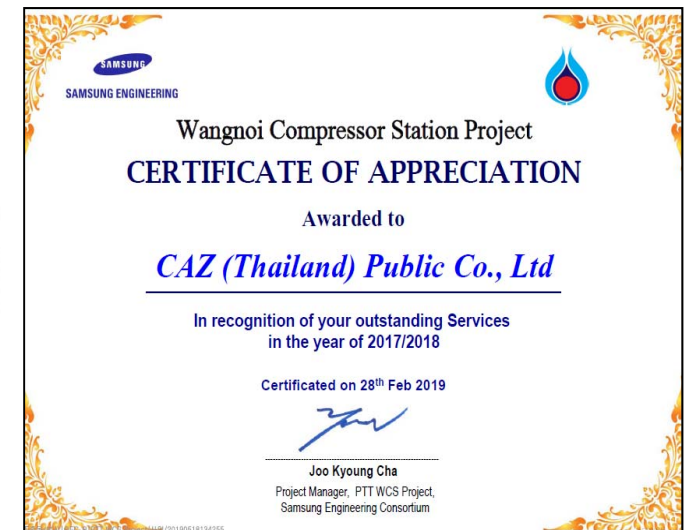 SAMSUNG
SAMSUNG ENGINEERING
Wangnoi Compressor Station Project
CERTIFICATE OF APPRECIATION
Awarded to
CAZ (Thailand) Public Co., Ltd
In recognition of your outstanding Services
in the year of 2017/2018
Certificated on 28th Feb 2019
Joo Kyoung Cha
Project Manager, PTT WCS Project,
Samsung Engineering Consortium